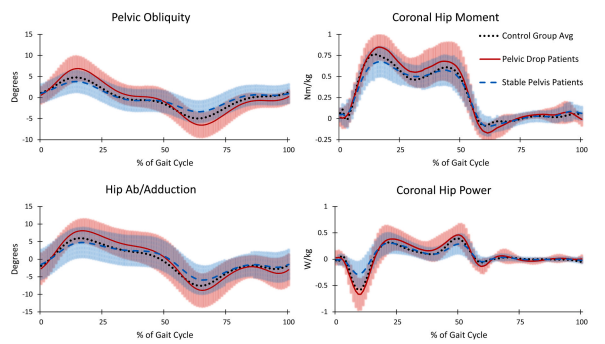 Pelvic Obliquity
Coronal Hip Moment
15
10
5
0
-5
-10
Degrees
0
25
50
75
100
% of Gait Cycle
1
0.75
0.5
0.25
0
-0.25
Nm/kg
0
25
50
75
100
% of Gait Cycle
Control Group Avg
Pelvic Drop Patients
Stable Pelvis Patients
Hip Ab/Adduction
Coronal Hip Power
15
10
5
0
-5
-10
-15
Degrees
0
25
50
75
100
% of Gait Cycle
1
0.5
0
-0.5
-1
W/kg
0
25
50
75
100
% of Gait Cycle